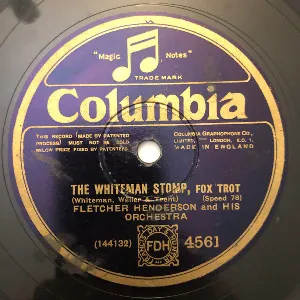 "Magic Notes"
TRADE MARK
Columbia
THIS RECORD (MADE BY PATENTED
PROCESS) MUST NOT BE SOLD
BELOW PRICE FIXED BY PATENTEES.
COLUMBIA GRAPHOPHONE CO.,
LIMITED, LONDON, E.C. 1.
MADE IN ENGLAND
THE WHITEMAN STOMP, FOX TROT
(Whiteman, Waller & Trent) (Speed 78)
FLETCHER HENDERSON and HIS
ORCHESTRA
(144132) FDH 4561